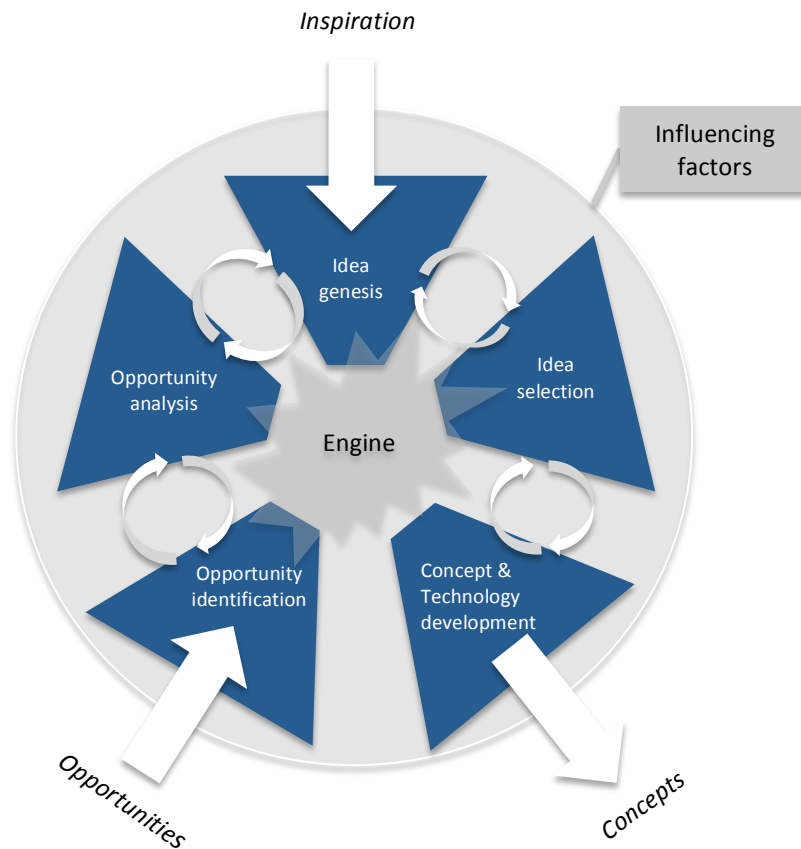 Inspiration
Influencing
factors
Idea
genesis
Opportunity
analysis
Idea
selection
Engine
Opportunity
identification
Concept &
Technology
development
Opportunities
Concepts